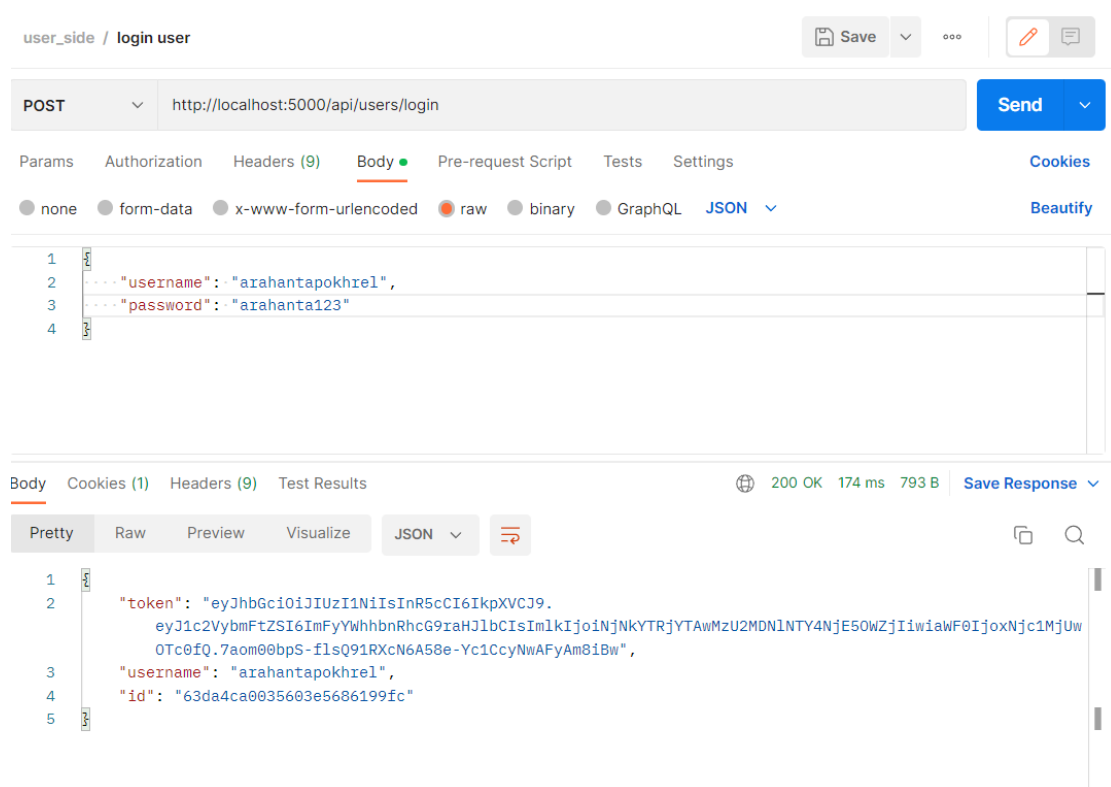 user_side / login user
Save
POST
http://localhost:5000/api/users/login
Send
Params Authorization Headers (9) Body Pre-request Script Tests Settings Cookies
none form-data x-www-form-urlencoded raw binary GraphQL JSON Beautify
1 {
2 "username": "arahantapokhrel",
3 "password": "arahanta123"
4 }
Body Cookies (1) Headers (9) Test Results 200 OK 174 ms 793 B Save Response
Pretty Raw Preview Visualize JSON
1 {
2 "token": "eyJhbGciOiJIUzI1NiIsInR5cCI6IkpXVCJ9.
eyJ1c2VybmFtZSI6ImFyYWhhbnRhcG9raHJlbCIsImlkIjoiNjNkYTRjYTAwMzU2MDNlNTY4NjE5OWZjIiwiaWF0IjoxNjc1MjUw
OTc0fQ.7aom00bpS-flsQ91RXcN6A58e-Yc1CcyNwAFyAm8iBw",
3 "username": "arahantapokhrel",
4 "id": "63da4ca0035603e5686199fc"
5 }